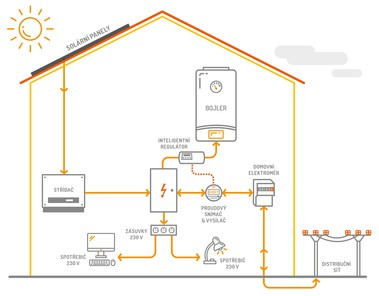 SOLÁRNÍ PANELY
BOJLER
INTELIGENTNÍ
REGULÁTOR
DOMOVNÍ
ELEKTROMĚR
STŘÍDAČ
PROUDOVÝ
SNÍMAČ
& VYSÍLAČ
ZÁSUVKY
230 V
SPOTŘEBIČ
230 V
SPOTŘEBIČ
230 V
DISTRIBUČNÍ
SÍŤ